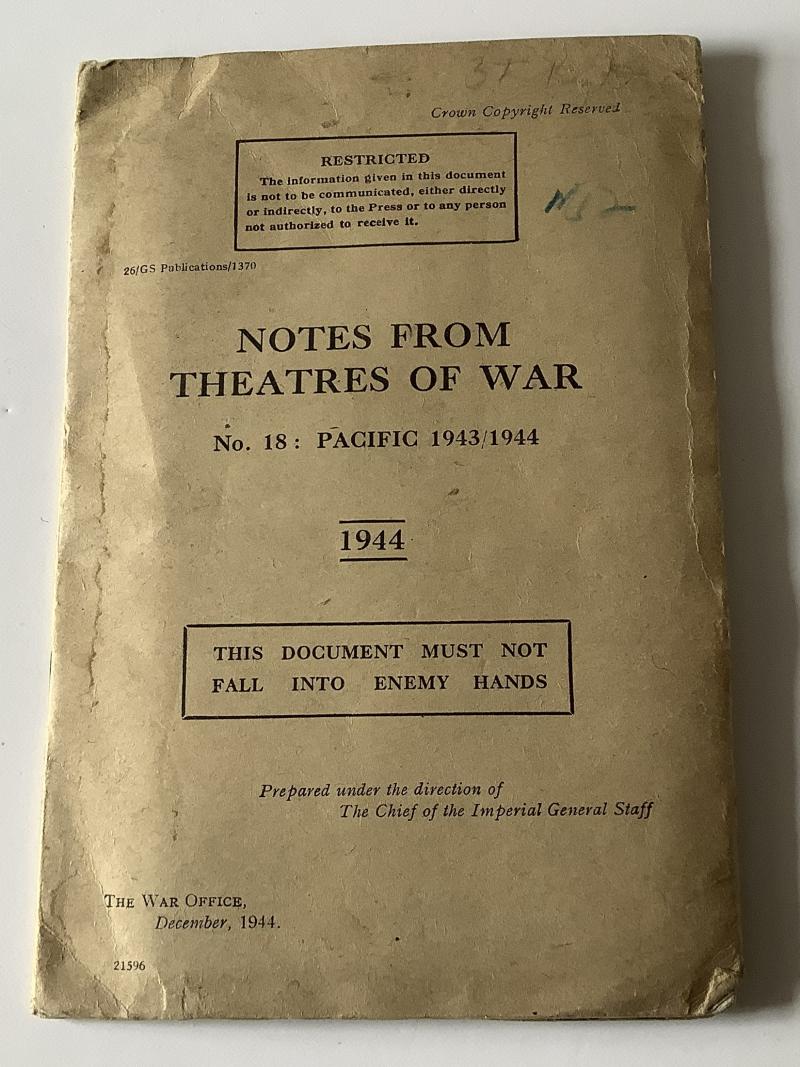 Crown Copyright Reserved
RESTRICTED
The information given in this document
is not to be communicated, either directly
or indirectly, to the Press or to any person
not authorized to receive it.
26/GS Publications/1370
NOTES FROM
THEATRES OF WAR
No. 18: PACIFIC 1943/1944
1944
THIS DOCUMENT MUST NOT
FALL INTO ENEMY HANDS
Prepared under the direction of
The Chief of the Imperial General Staff
THE WAR OFFICE,
December, 1944.
21596